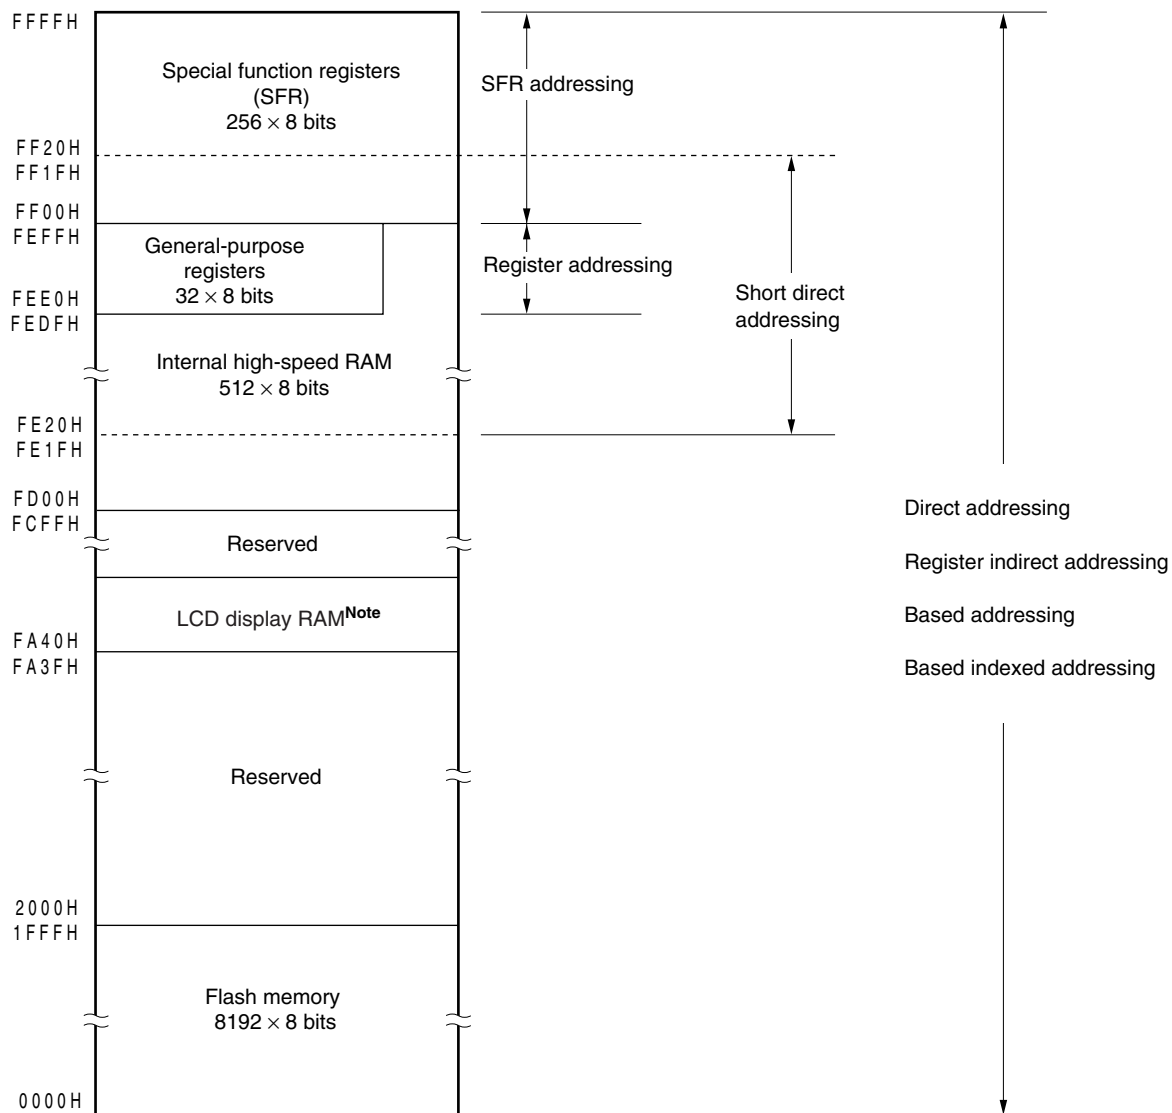 FFFFH
Special function registers
(SFR)
256 × 8 bits
SFR addressing
FF20H
FF1FH
FF00H
FEFFH
General-purpose
registers
32 × 8 bits
Register addressing
Short direct
addressing
FEE0H
FEDFH
Internal high-speed RAM
512 × 8 bits
FE20H
FE1FH
FD00H
FCFFH
Reserved
Direct addressing
Register indirect addressing
Based addressing
Based indexed addressing
LCD display RAMNote
FA40H
FA3FH
Reserved
2000H
1FFFH
Flash memory
8192 × 8 bits
0000H